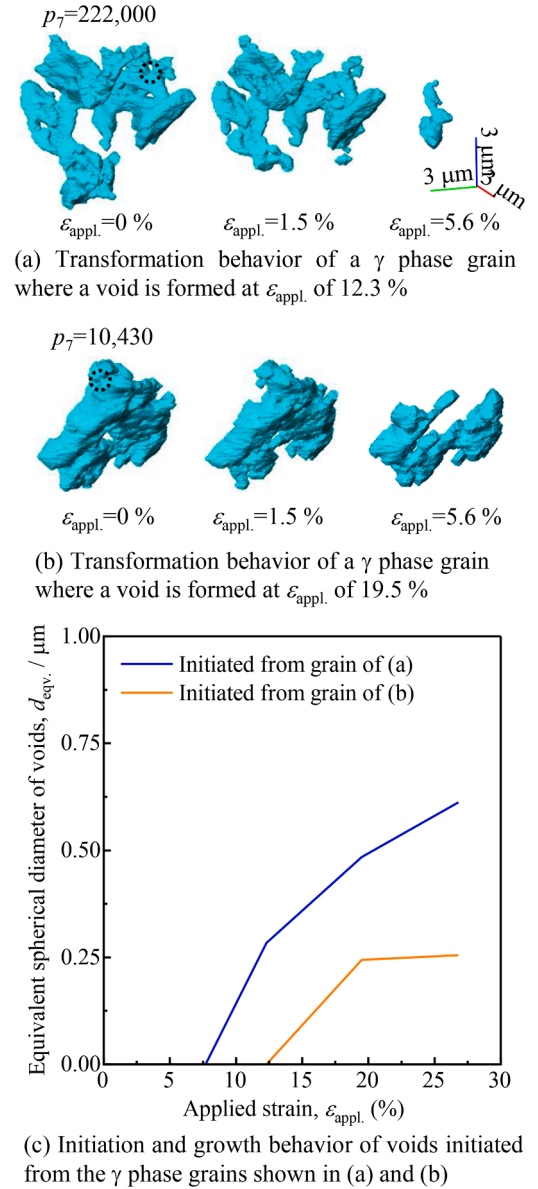 p₇=222,000
3 μm
3 μm
3 μm
εappl.=0 %
εappl.=1.5 %
εappl.=5.6 %
(a) Transformation behavior of a γ phase grain
where a void is formed at εappl. of 12.3 %
p₇=10,430
εappl.=0 %
εappl.=1.5 %
εappl.=5.6 %
(b) Transformation behavior of a γ phase grain
where a void is formed at εappl. of 19.5 %
Equivalent spherical diameter of voids, deqv. / μm
1.00
0.75
0.50
0.25
0.00
Initiated from grain of (a)
Initiated from grain of (b)
0 5 10 15 20 25 30
Applied strain, εappl. (%)
(c) Initiation and growth behavior of voids initiated
from the γ phase grains shown in (a) and (b)